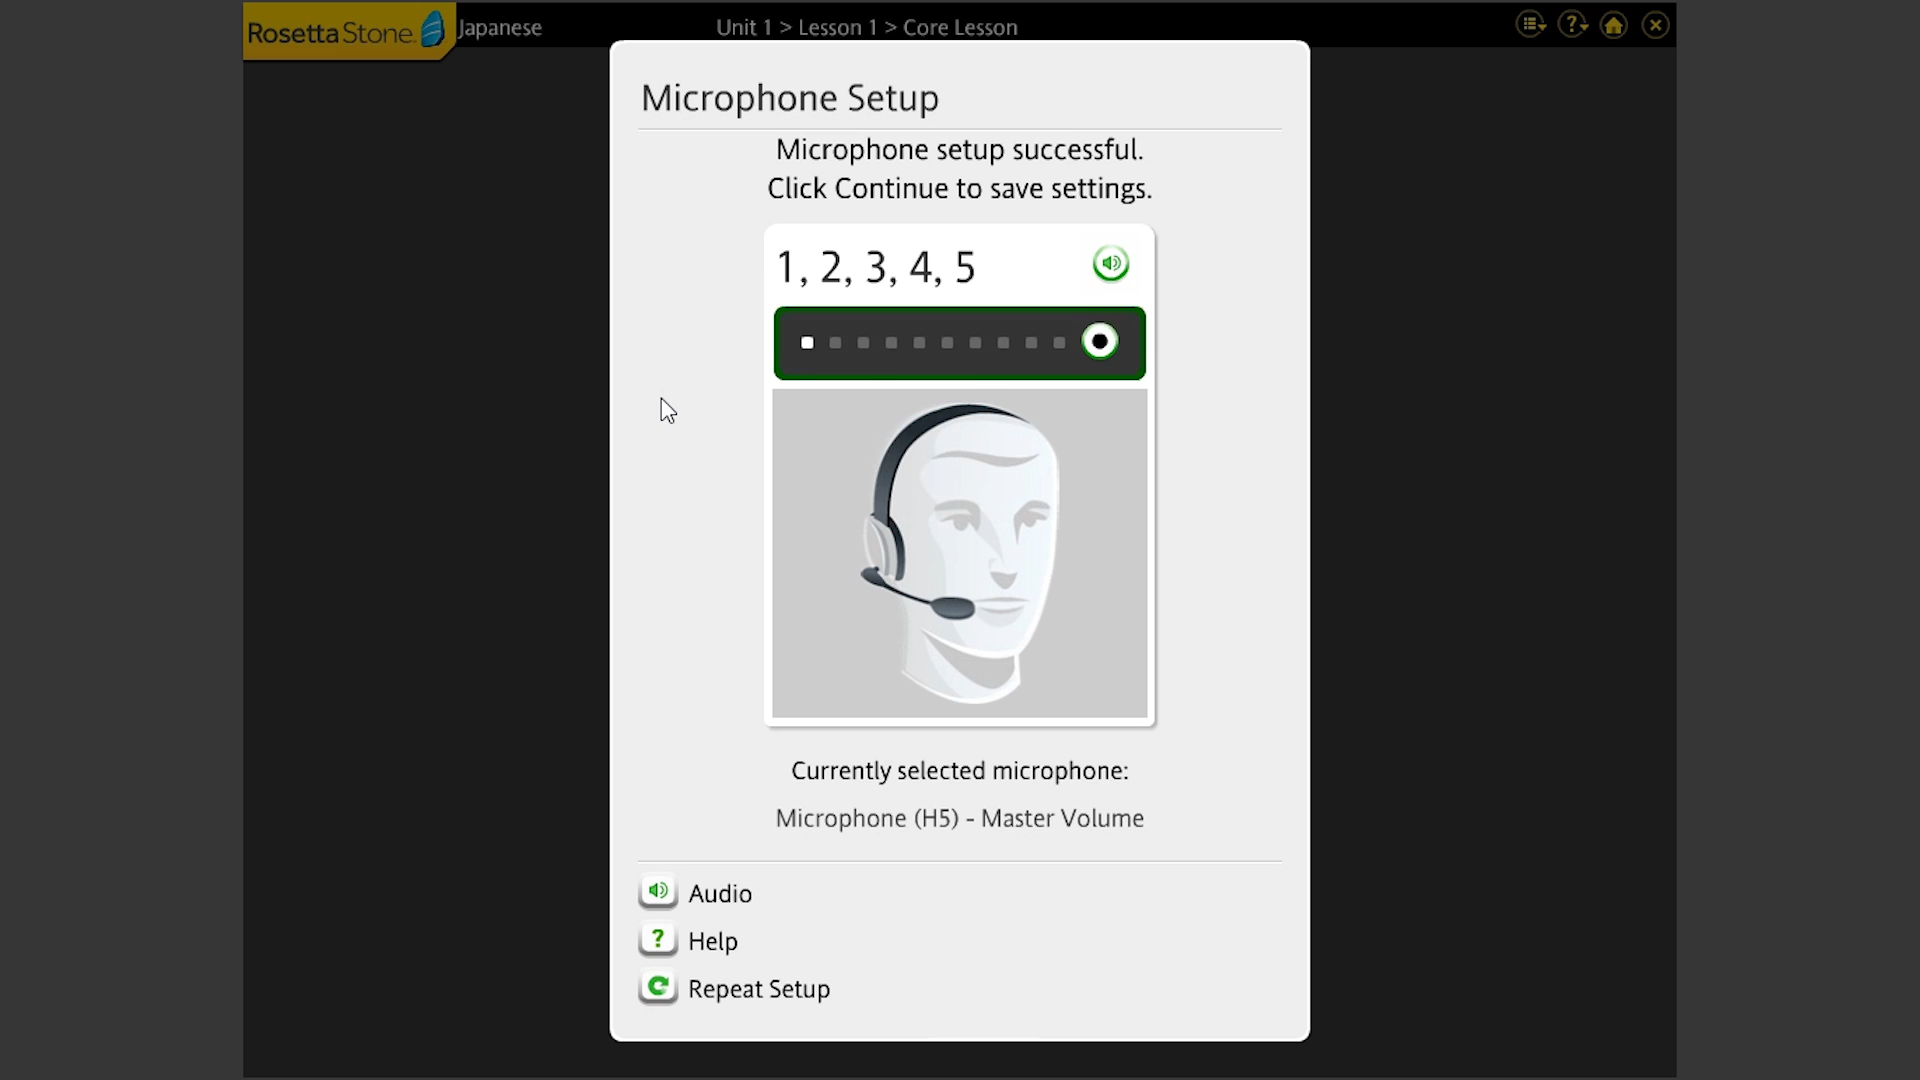 Rosetta Stone Japanese
Unit 1 > Lesson 1 > Core Lesson
?
Microphone Setup
Microphone setup successful.
Click Continue to save settings.
1, 2, 3, 4, 5
Currently selected microphone:
Microphone (H5) - Master Volume
Audio
? Help
Repeat Setup